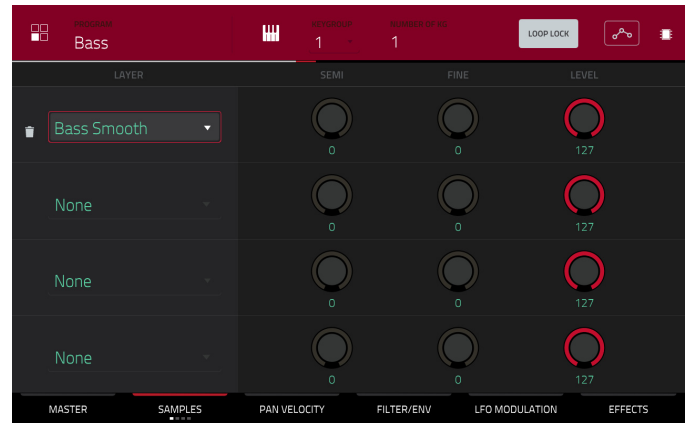 PROGRAM KEYGROUP NUMBER OF KG
Bass 1 1 LOOP LOCK
LAYER SEMI FINE LEVEL
Bass Smooth
0 0 127
None
0 0 127
None
0 0 127
None
0 0 127
MASTER SAMPLES PAN VELOCITY FILTER/ENV LFO MODULATION EFFECTS